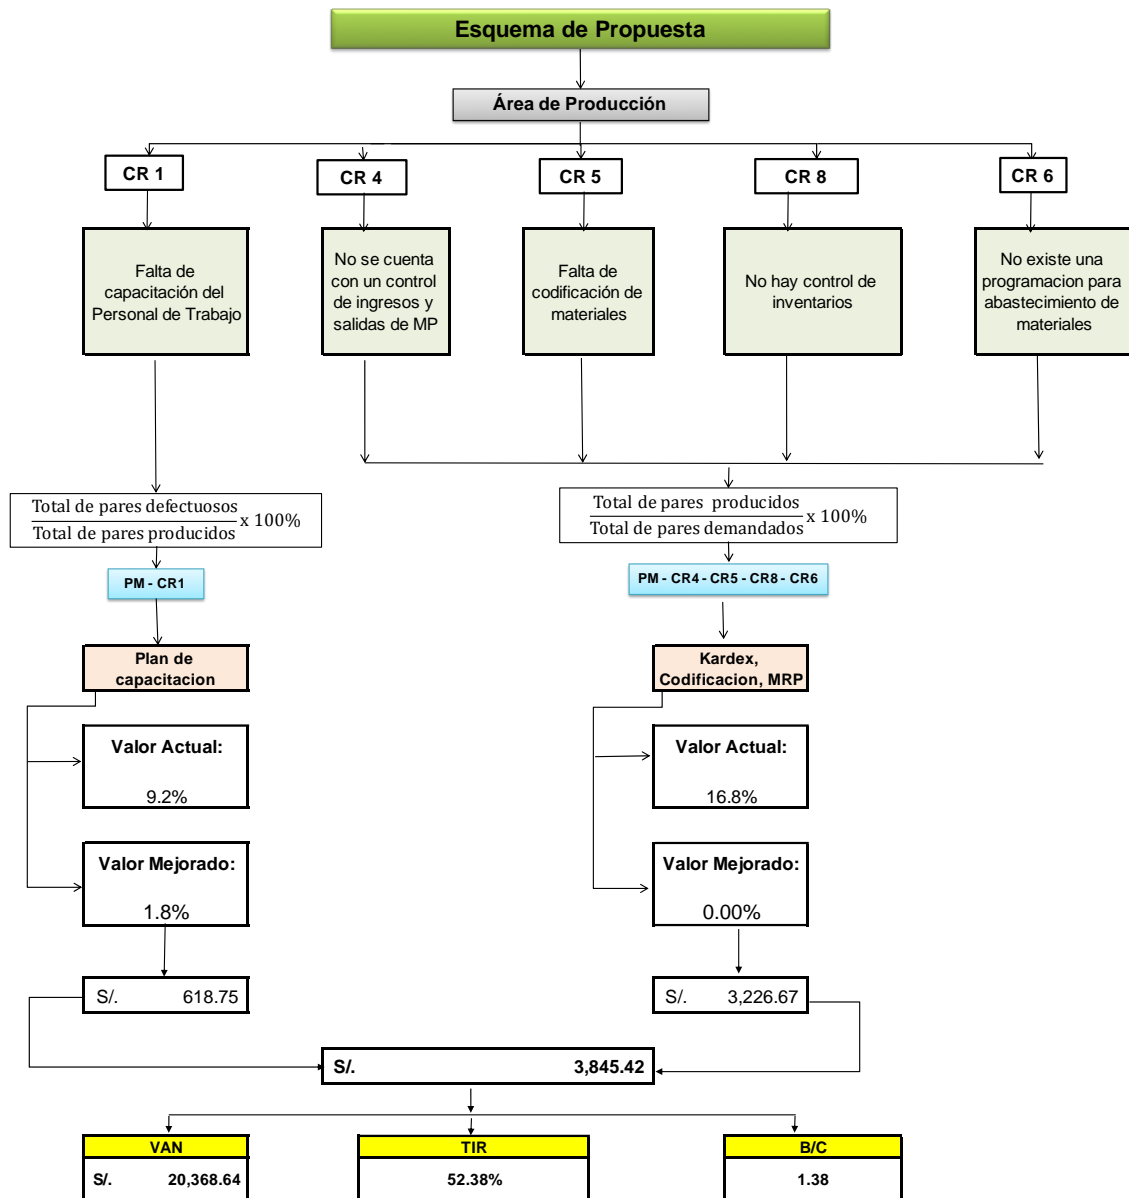 Esquema de Propuesta
Área de Producción
CR 1
CR 4
CR 5
CR 8
CR 6
Falta de
capacitación del
Personal de Trabajo
No se cuenta
con un control
de ingresos y
salidas de MP
Falta de
codificación de
materiales
No hay control de
inventarios
No existe una
programacion para
abastecimiento de
materiales
Total de pares defectuosos
Total de pares producidos
x 100%
Total de pares producidos
Total de pares demandados
x 100%
PM - CR1
PM - CR4 - CR5 - CR8 - CR6
Plan de
capacitacion
Kardex,
Codificacion, MRP
Valor Actual:
9.2%
Valor Actual:
16.8%
Valor Mejorado:
1.8%
Valor Mejorado:
0.00%
S/. 618.75
S/. 3,226.67
S/. 3,845.42
VAN
S/. 20,368.64
TIR
52.38%
B/C
1.38